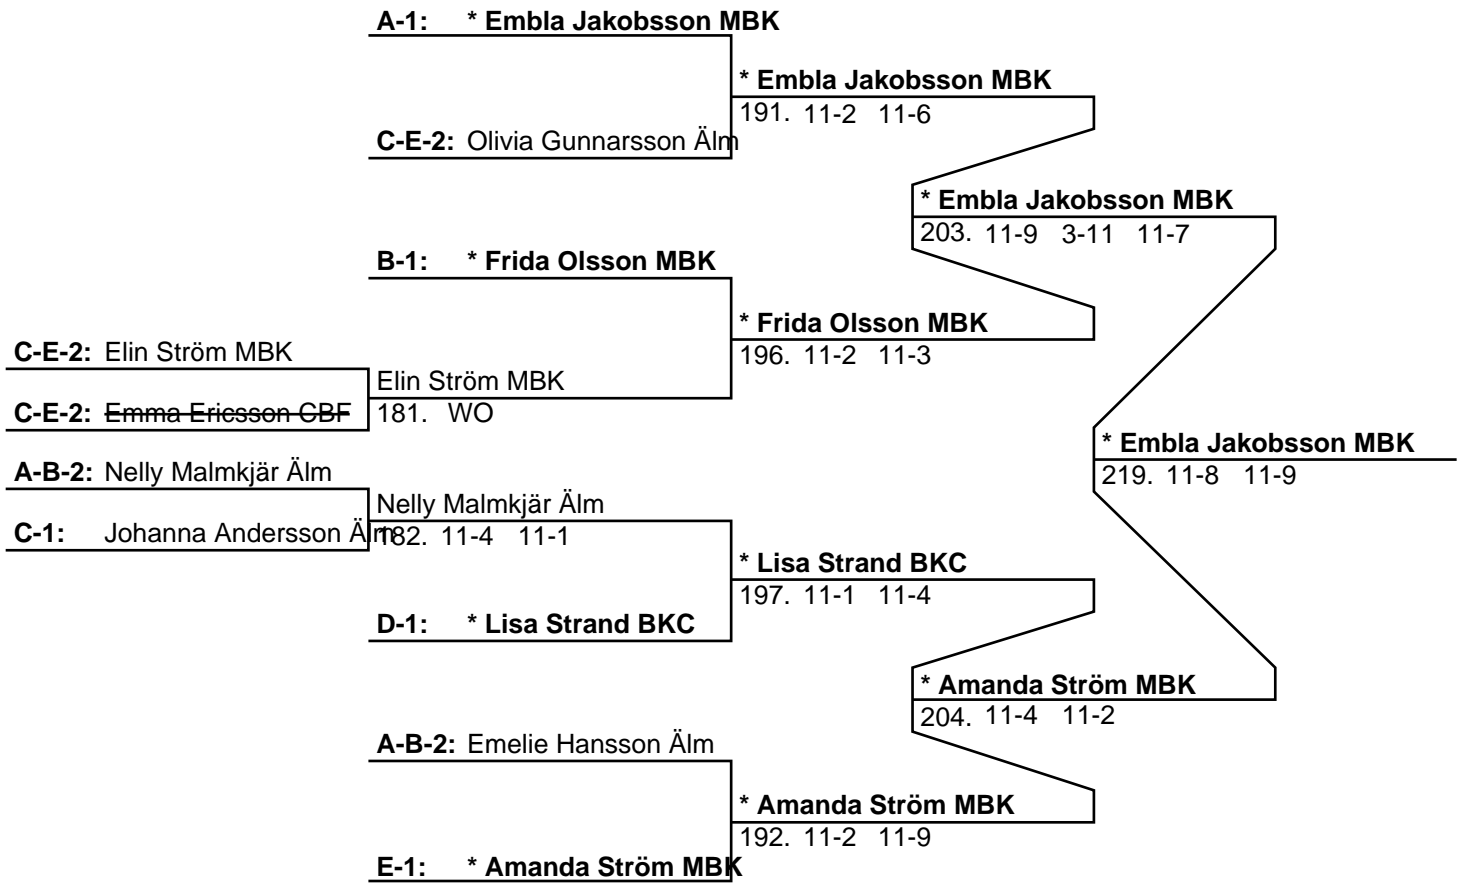 A-1: * Embla Jakobsson MBK
* Embla Jakobsson MBK
191. 11-2 11-6
C-E-2: Olivia Gunnarsson Älm
* Embla Jakobsson MBK
203. 11-9 3-11 11-7
B-1: * Frida Olsson MBK
* Frida Olsson MBK
196. 11-2 11-3
C-E-2: Elin Ström MBK
Elin Ström MBK
181. WO
C-E-2: Emma Ericsson CBF
* Embla Jakobsson MBK
219. 11-8 11-9
A-B-2: Nelly Malmkjär Älm
Nelly Malmkjär Älm
182. 11-4 11-1
C-1: Johanna Andersson Älm
* Lisa Strand BKC
197. 11-1 11-4
D-1: * Lisa Strand BKC
* Amanda Ström MBK
204. 11-4 11-2
A-B-2: Emelie Hansson Älm
* Amanda Ström MBK
192. 11-2 11-9
E-1: * Amanda Ström MBK